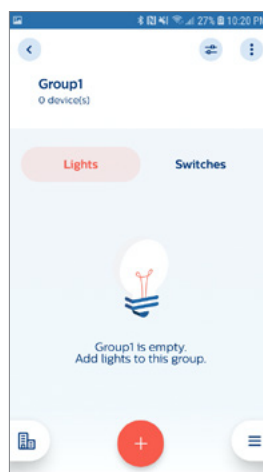 27% 10:20 PM
Group1
0 device(s)
Lights Switches
Group1 is empty.
Add lights to this group.